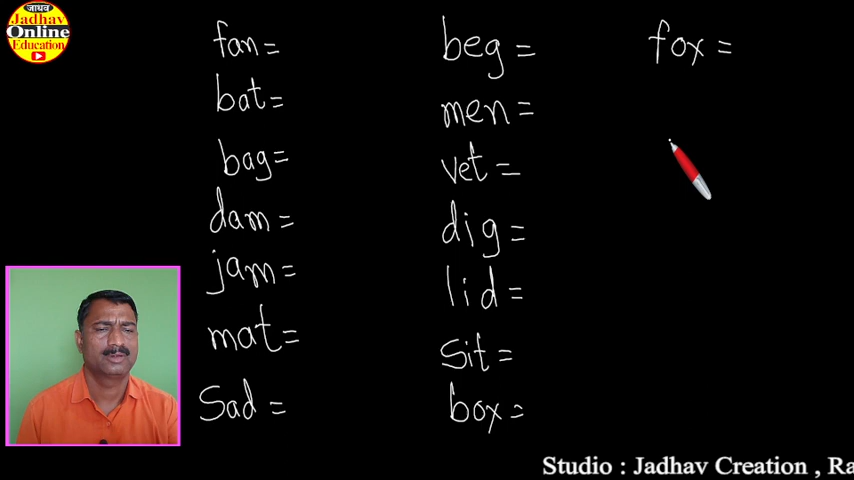 जाधव
Jadhav
Online
Education
fan=
bat=
bag=
dam=
jam=
mat=
Sad=
beg=
men=
vet=
dig=
lid=
Sit=
box=
fox=
Studio : Jadhav Creation , Ra